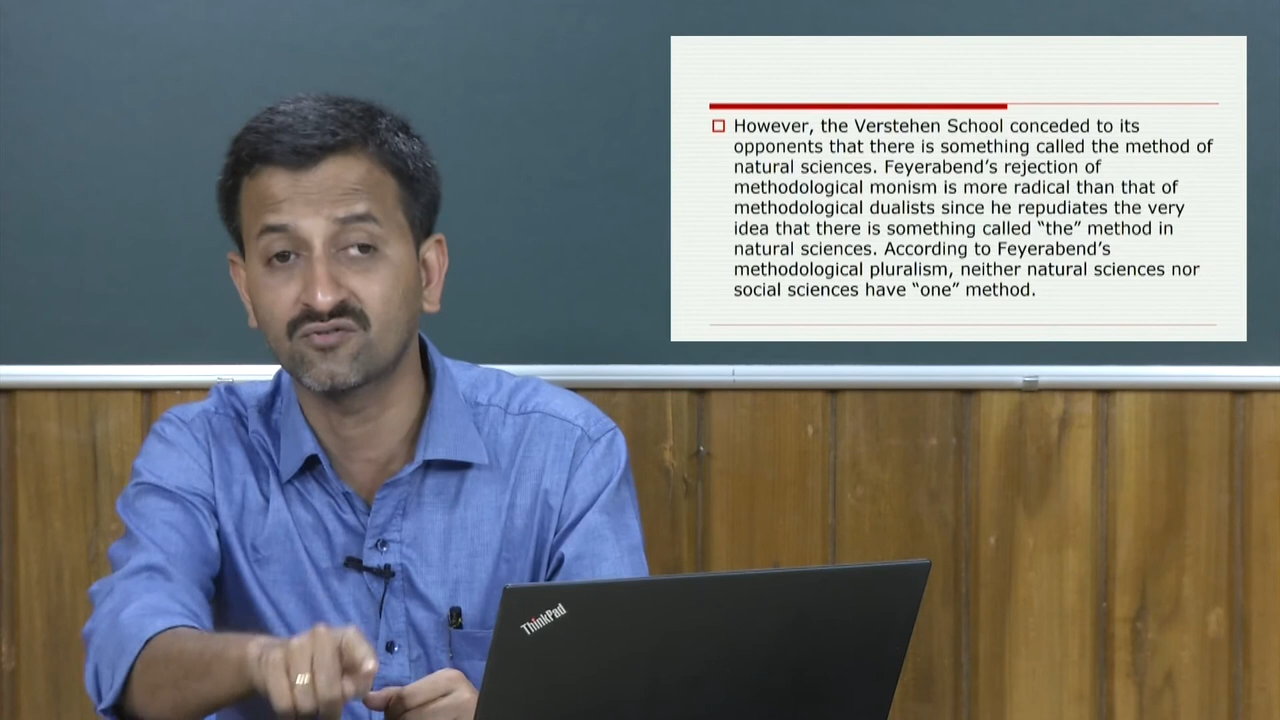 However, the Verstehen School conceded to its
opponents that there is something called the method of
natural sciences. Feyerabend’s rejection of
methodological monism is more radical than that of
methodological dualists since he repudiates the very
idea that there is something called “the” method in
natural sciences. According to Feyerabend’s
methodological pluralism, neither natural sciences nor
social sciences have “one” method.
ThinkPad